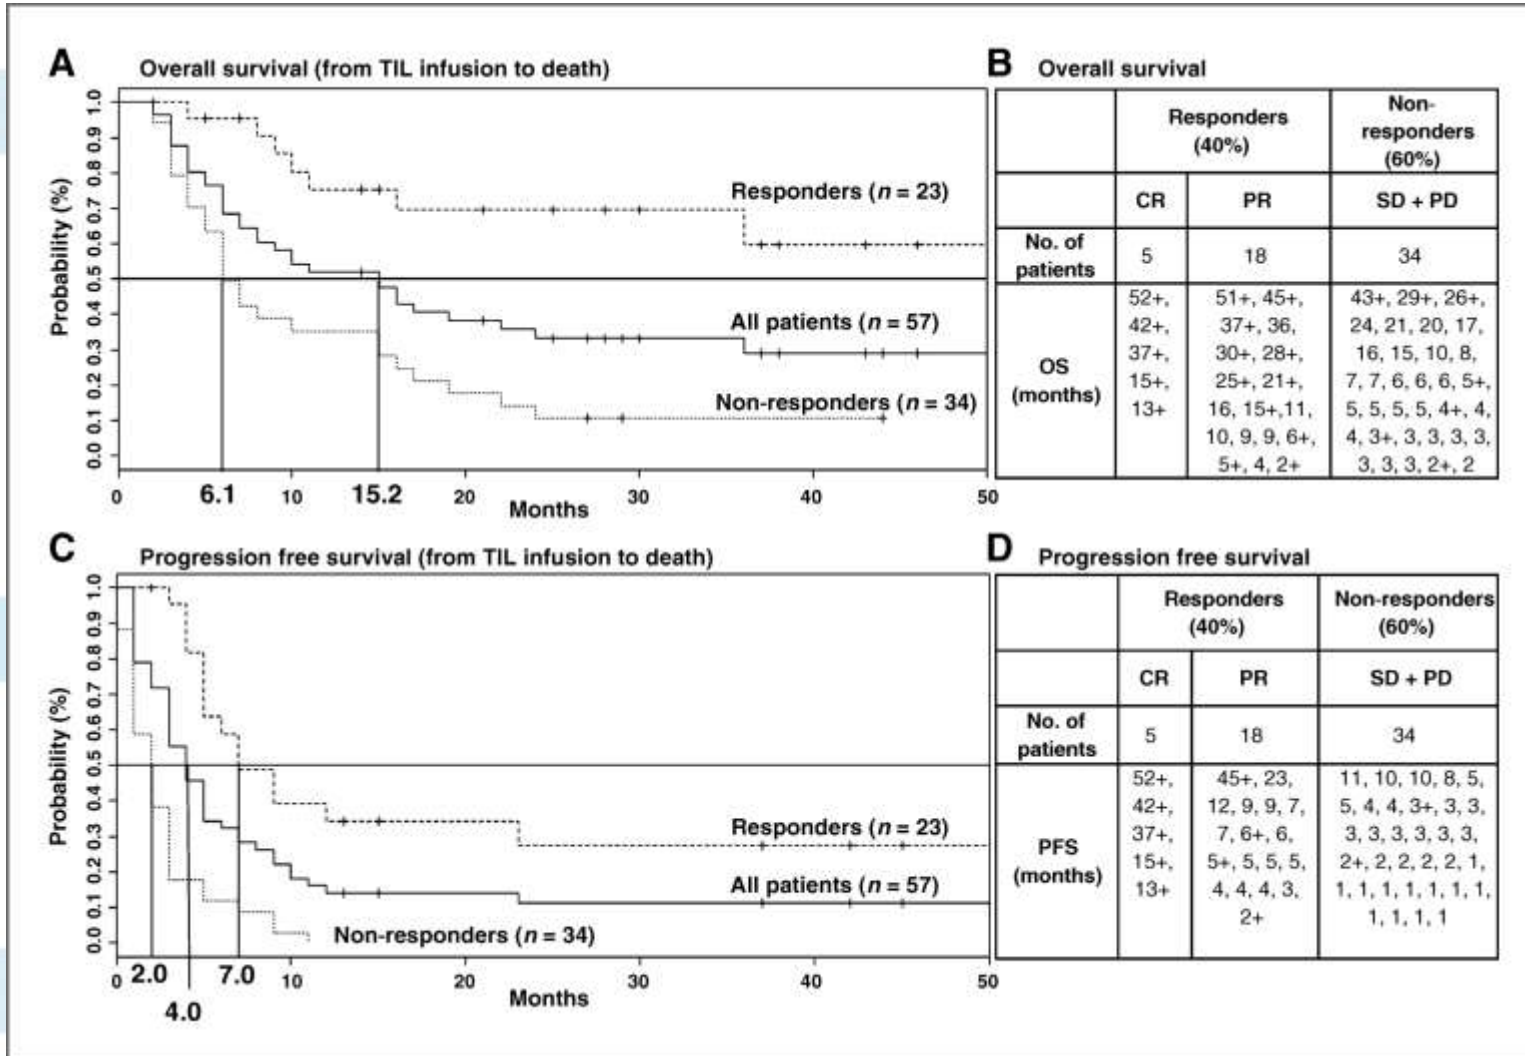 A Overall survival (from TIL infusion to death)
Probability (%)
1.0
0.9
0.8
0.7
0.6
0.5
0.4
0.3
0.2
0.1
0.0
Responders (n = 23)
All patients (n = 57)
Non-responders (n = 34)
0 10 20 30 40 50
6.1 15.2
Months
B Overall survival
Responders
(40%)
Non-
responders
(60%)
CR PR SD + PD
No. of
patients
5 18 34
OS
(months)
52+,
42+,
37+,
15+,
13+
51+, 45+,
37+, 36,
30+, 28+,
25+, 21+,
16, 15+,11,
10, 9, 9, 6+,
5+, 4, 2+
43+, 29+, 26+,
24, 21, 20, 17,
16, 15, 10, 8,
7, 7, 6, 6, 6, 5+,
5, 5, 5, 5, 4+, 4,
4, 3+, 3, 3, 3, 3,
3, 3, 3, 2+, 2
C Progression free survival (from TIL infusion to death)
Probability (%)
1.0
0.9
0.8
0.7
0.6
0.5
0.4
0.3
0.2
0.1
0.0
Responders (n = 23)
All patients (n = 57)
Non-responders (n = 34)
0 10 20 30 40 50
2.0 7.0
4.0
Months
D Progression free survival
Responders
(40%)
Non-responders
(60%)
CR PR SD + PD
No. of
patients
5 18 34
PFS
(months)
52+,
42+,
37+,
15+,
13+
45+, 23,
12, 9, 9, 7,
7, 6+, 6,
5+, 5, 5, 5,
4, 4, 4, 3,
2+
11, 10, 10, 8, 5,
5, 4, 4, 3+, 3, 3,
3, 3, 3, 3, 3, 3,
2+, 2, 2, 2, 2, 1,
1, 1, 1, 1, 1, 1, 1,
1, 1, 1, 1